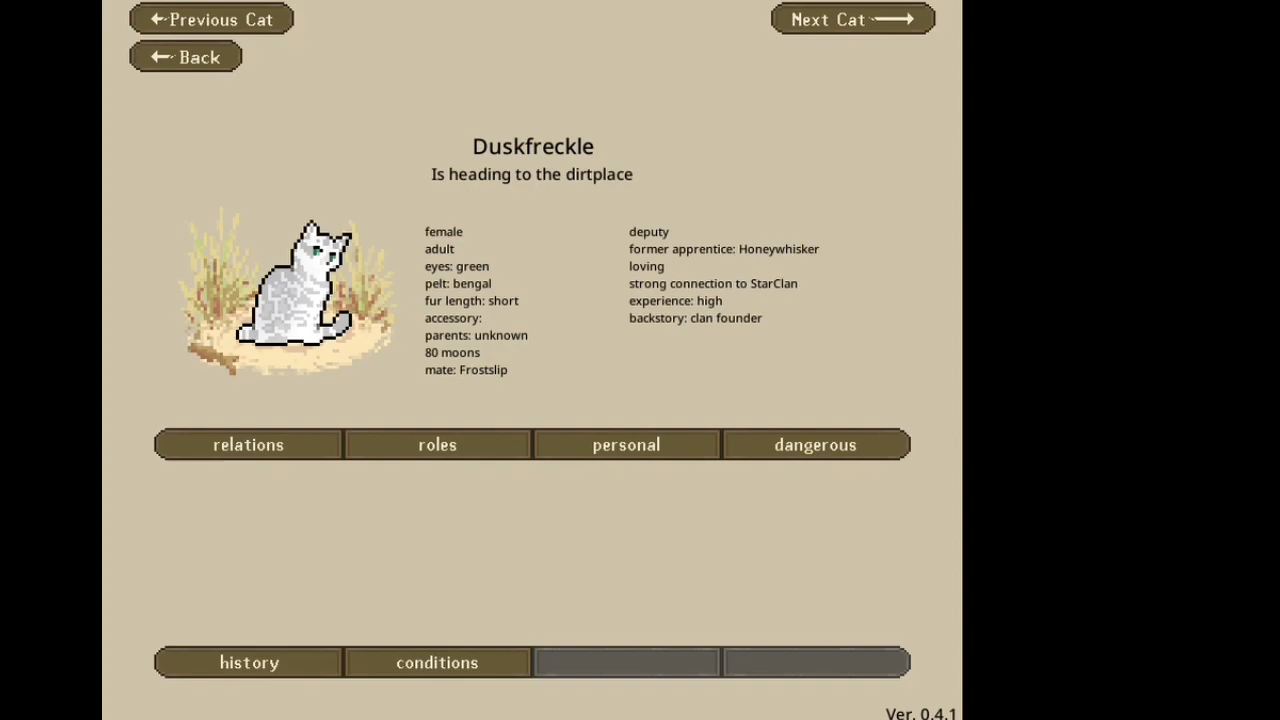 Previous Cat
Next Cat
Back
Duskfreckle
Is heading to the dirtplace
female
adult
eyes: green
pelt: bengal
fur length: short
accessory:
parents: unknown
80 moons
mate: Frostslip
deputy
former apprentice: Honeywhisker
loving
strong connection to StarClan
experience: high
backstory: clan founder
relations
roles
personal
dangerous
history
conditions
Ver. 0.4.1